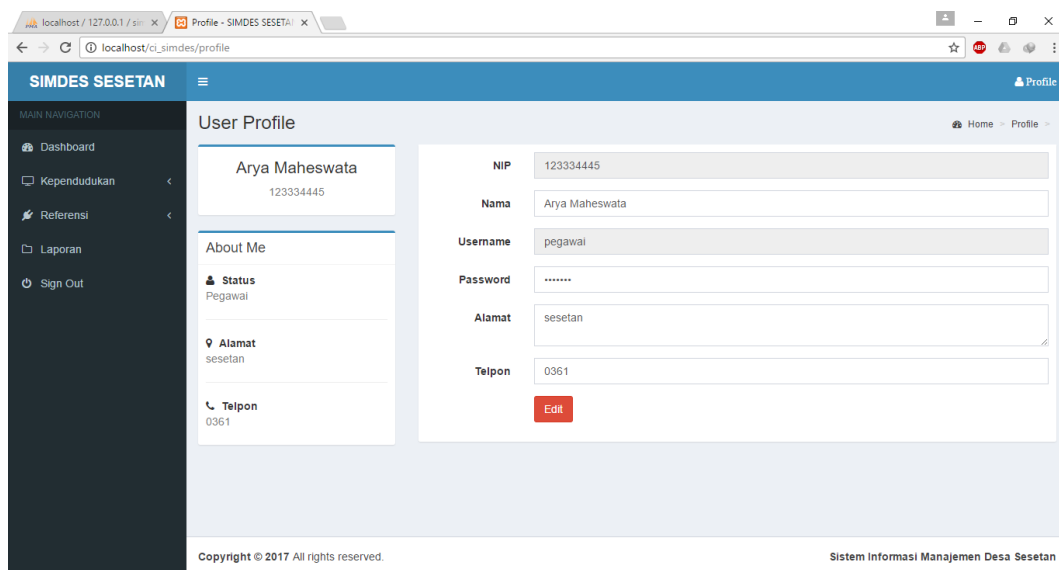 localhost / 127.0.0.1 / sim
Profile - SIMDES SESETAN
localhost/ci_simdes/profile
ABP
SIMDES SESETAN
Profile
MAIN NAVIGATION
Dashboard
Kependudukan
Referensi
Laporan
Sign Out
User Profile
Home > Profile >
Arya Maheswata
123334445
About Me
Status
Pegawai
Alamat
sesetan
Telpon
0361
NIP 123334445
Nama Arya Maheswata
Username pegawai
Password •••••••
Alamat sesetan
Telpon 0361
Edit
Copyright © 2017 All rights reserved.
Sistem Informasi Manajemen Desa Sesetan